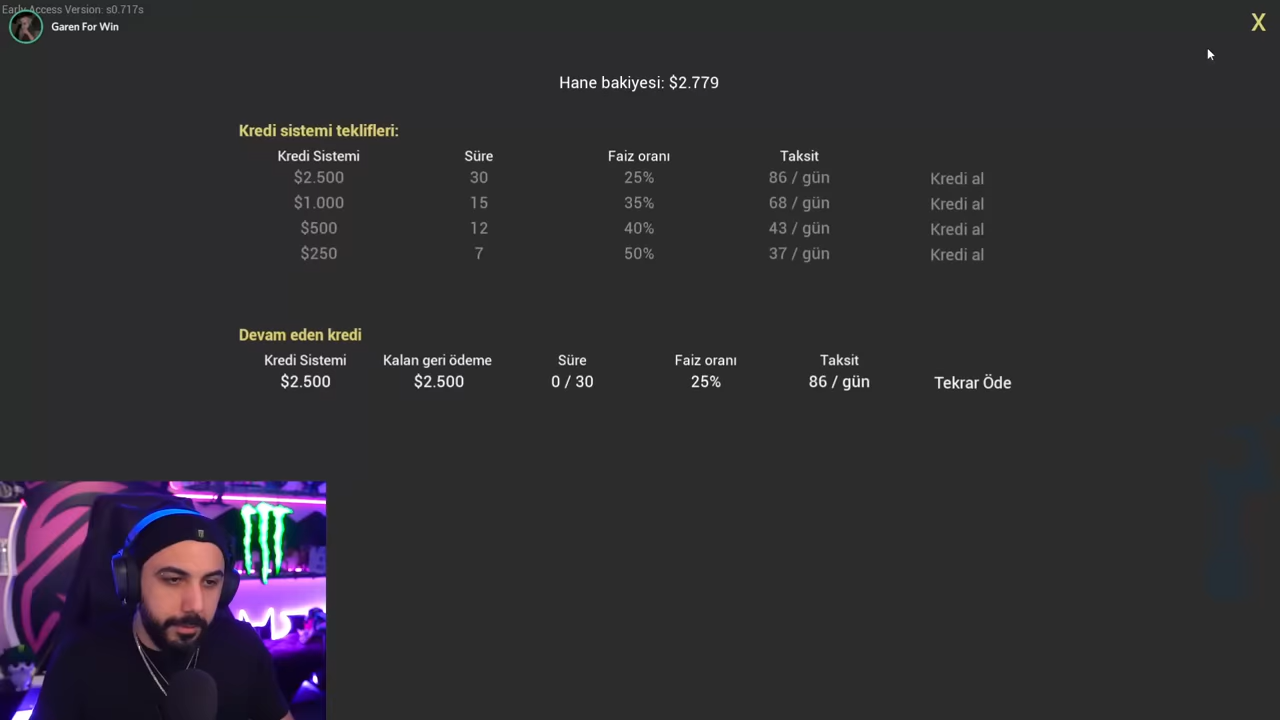 Early Access Version: s0.717s
Garen For Win
X
Hane bakiyesi: $2.779
Kredi sistemi teklifleri:
Kredi Sistemi Süre Faiz oranı Taksit
$2.500 30 25% 86 / gün Kredi al
$1.000 15 35% 68 / gün Kredi al
$500 12 40% 43 / gün Kredi al
$250 7 50% 37 / gün Kredi al
Devam eden kredi
Kredi Sistemi Kalan geri ödeme Süre Faiz oranı Taksit
$2.500 $2.500 0 / 30 25% 86 / gün Tekrar Öde